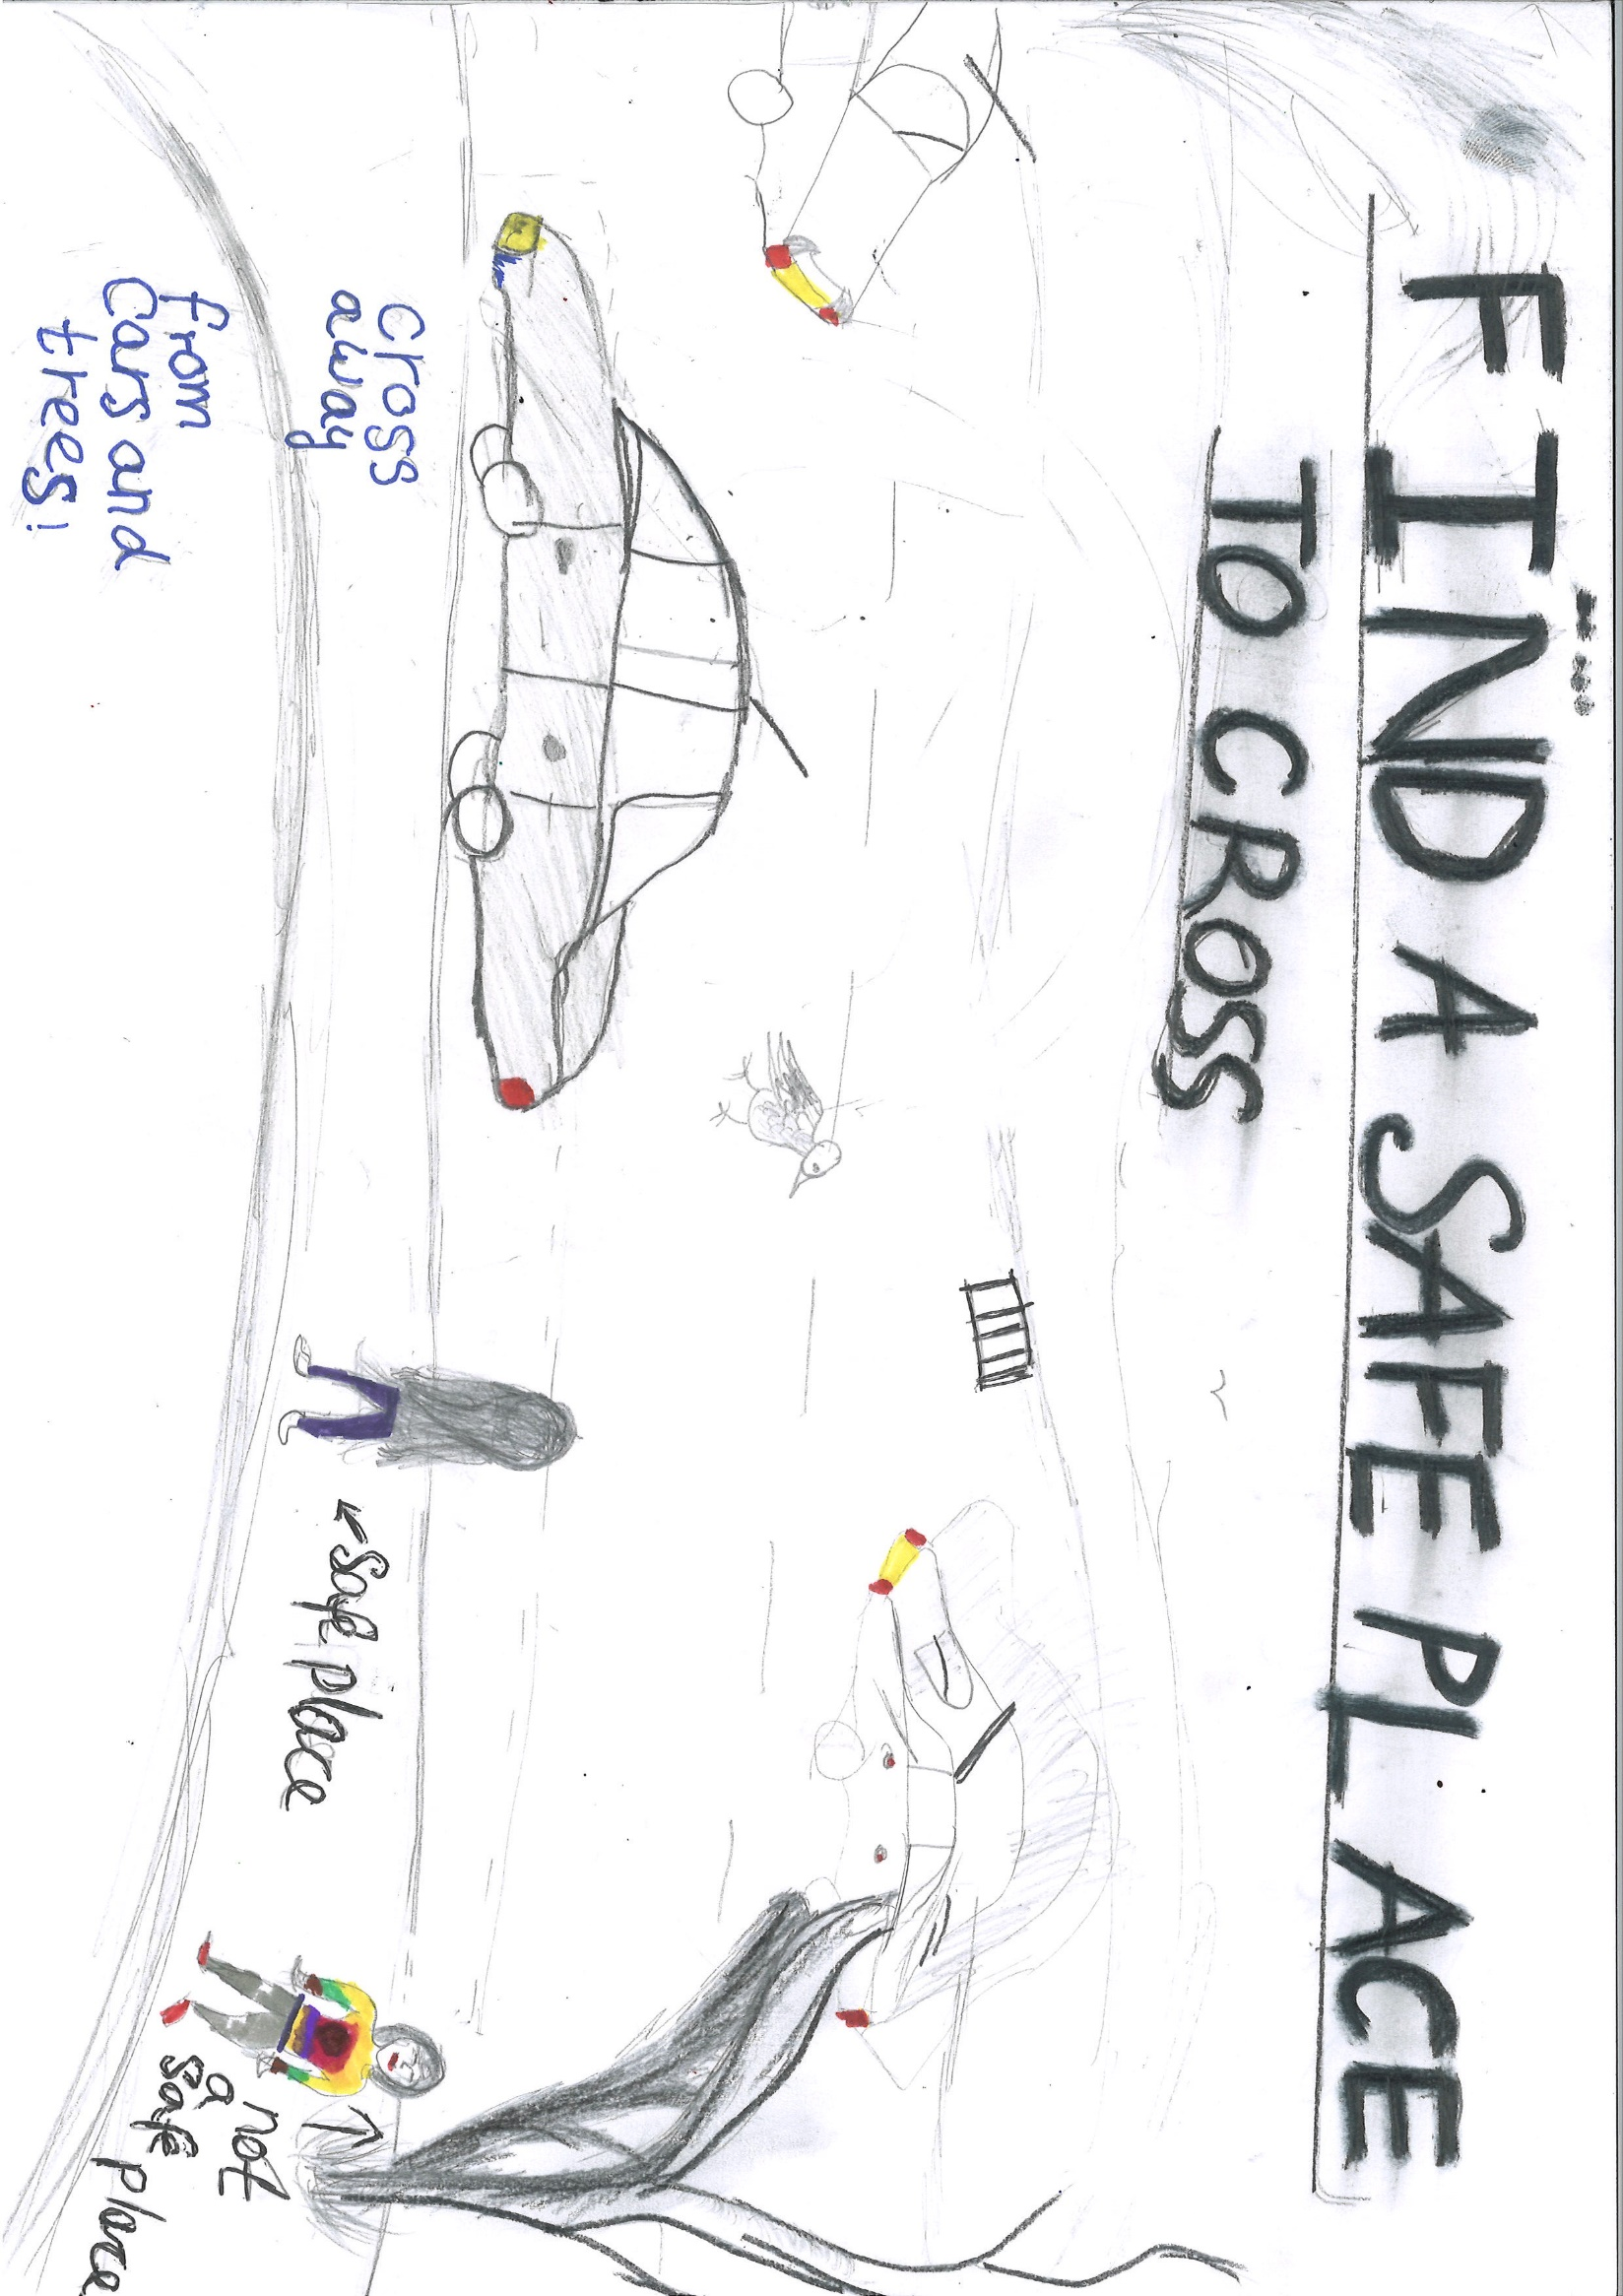 FIND A SAFE PLACE
TO CROSS
← Safe place
↑
not
a
safe place
Cross
away
from
Cars and
trees!